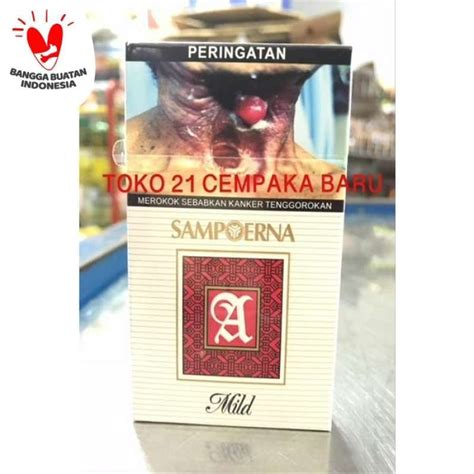 BANGGA BUATAN
INDONESIA
PERINGATAN
TOKO 21 CEMPAKA BARU
MEROKOK SEBABKAN KANKER TENGGOROKAN
SAMPOERNA
A
Mild